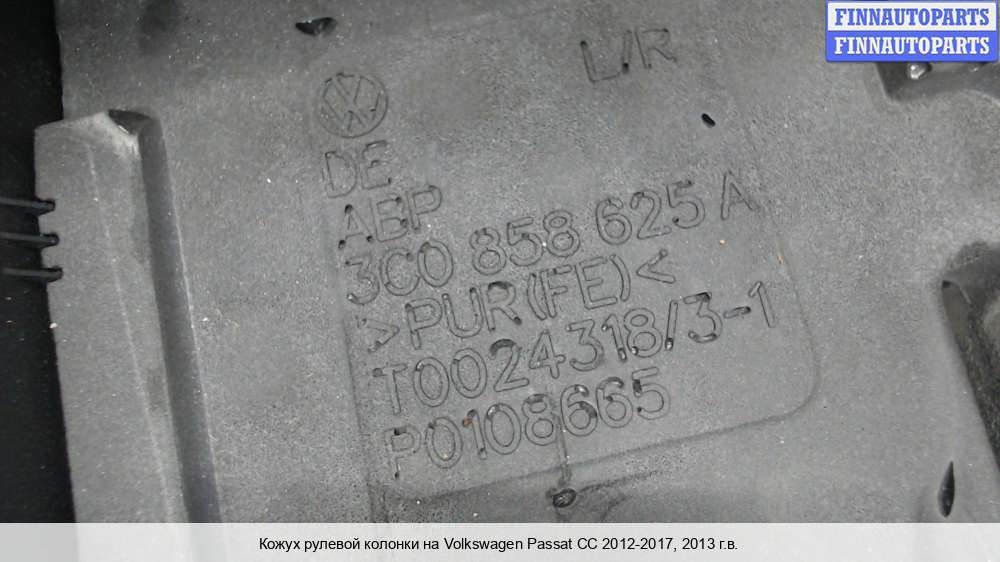 FINNAUTOPARTS
FINNAUTOPARTS
L/R
DE
ABP
3C0 858 625 A
>PUR(FE)<
T0024318/3-1
P0108665
Кожух рулевой колонки на Volkswagen Passat CC 2012-2017, 2013 г.в.